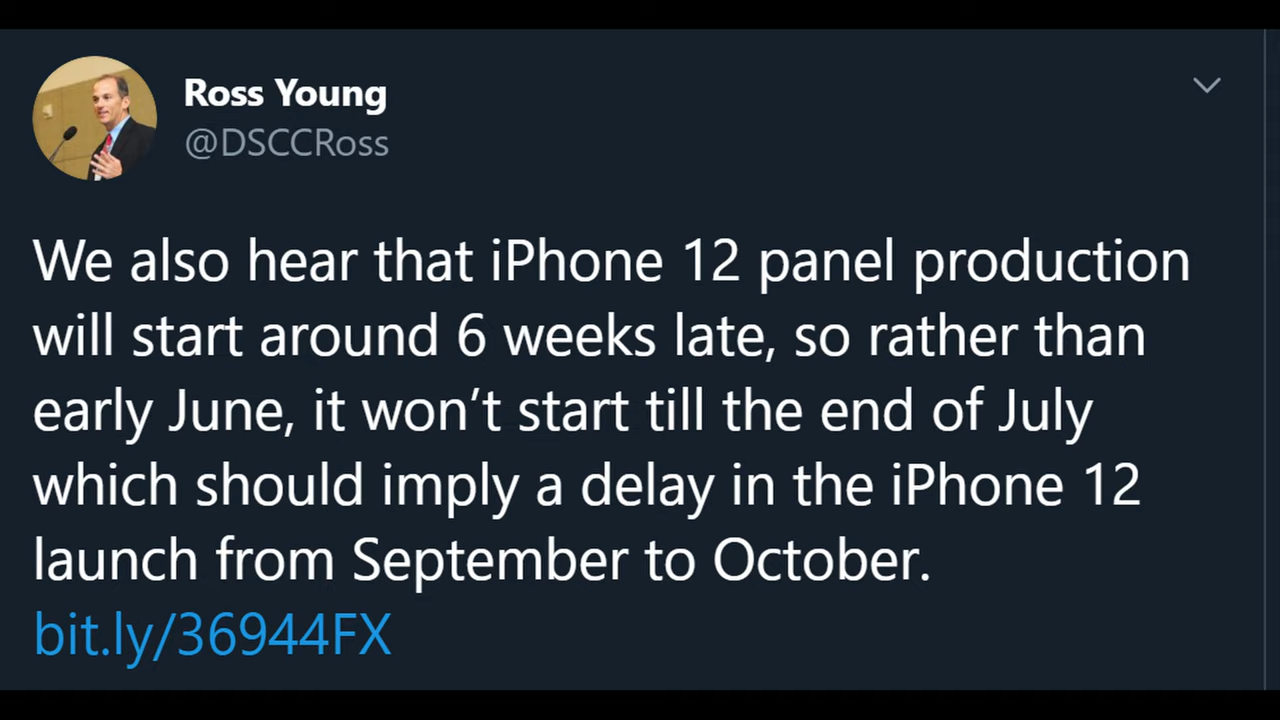 Ross Young
@DSCCRoss
We also hear that iPhone 12 panel production
will start around 6 weeks late, so rather than
early June, it won’t start till the end of July
which should imply a delay in the iPhone 12
launch from September to October.
bit.ly/36944FX